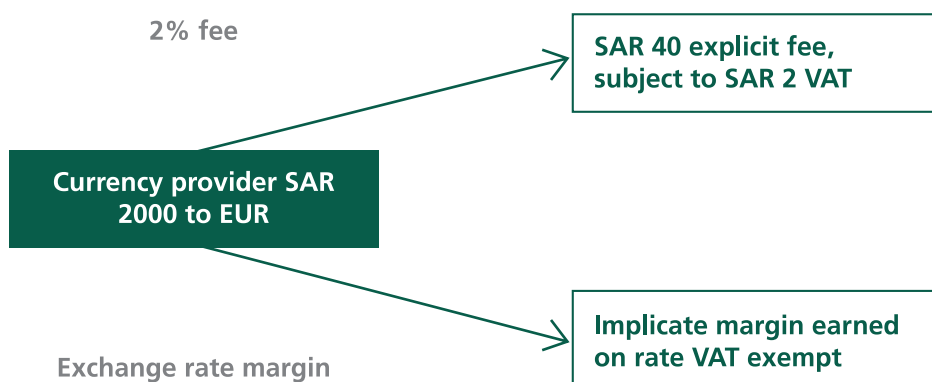 2% fee
SAR 40 explicit fee,
subject to SAR 2 VAT
Currency provider SAR
2000 to EUR
Implicate margin earned
on rate VAT exempt
Exchange rate margin